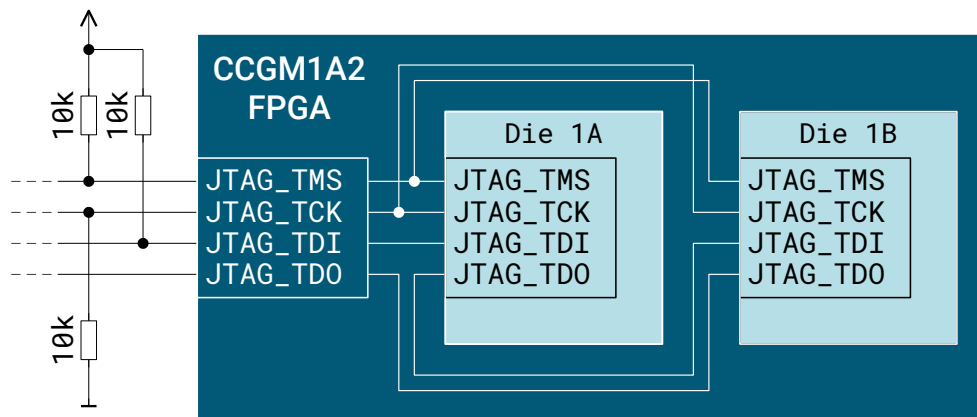 CCGM1A2
FPGA
10k
10k
Die 1A
Die 1B
JTAG_TMS
JTAG_TCK
JTAG_TDI
JTAG_TDO
JTAG_TMS
JTAG_TCK
JTAG_TDI
JTAG_TDO
JTAG_TMS
JTAG_TCK
JTAG_TDI
JTAG_TDO
10k